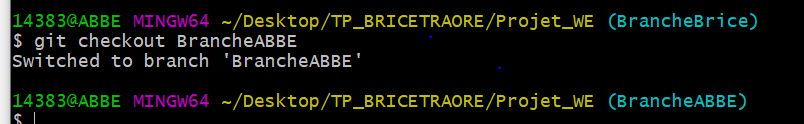 14383@ABBE MINGW64 ~/Desktop/TP_BRICETRAORE/Projet_WE (BrancheBrice)
$ git checkout BrancheABBE
Switched to branch 'BrancheABBE'
14383@ABBE MINGW64 ~/Desktop/TP_BRICETRAORE/Projet_WE (BrancheABBE)
$